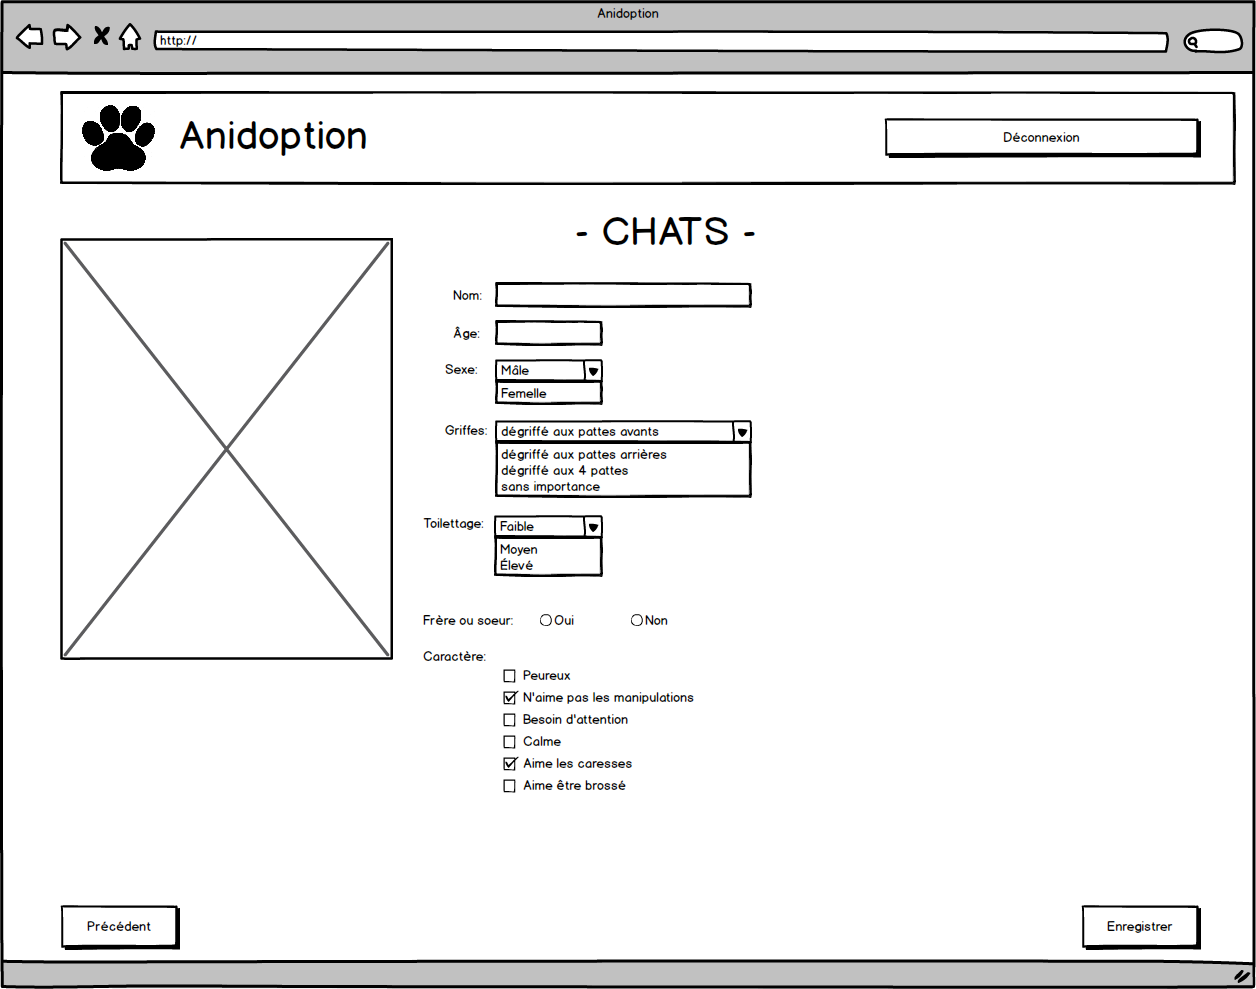 Anidoption
http://
Anidoption
Déconnexion
- CHATS -
Nom:
Âge:
Sexe: Mâle
Femelle
Griffes: dégriffé aux pattes avants
dégriffé aux pattes arrières
dégriffé aux 4 pattes
sans importance
Toilettage: Faible
Moyen
Élevé
Frère ou soeur: Oui Non
Caractère:
Peureux
N'aime pas les manipulations
Besoin d'attention
Calme
Aime les caresses
Aime être brossé
Précédent Enregistrer